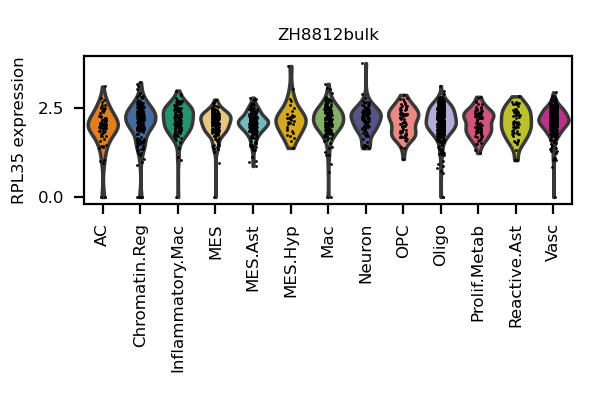 ZH8812bulk
RPL35 expression
2.5
0.0
AC
Chromatin.Reg
Inflammatory.Mac
MES
MES.Ast
MES.Hyp
Mac
Neuron
OPC
Oligo
Prolif.Metab
Reactive.Ast
Vasc